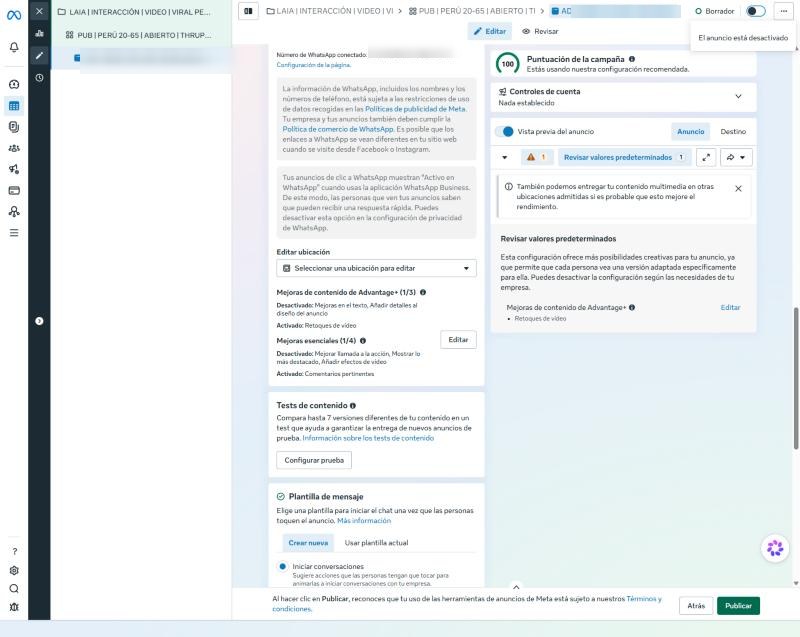 LAIA | INTERACCIÓN | VIDEO | VIRAL PE...
PUB | PERÚ 20-65 | ABIERTO | THRUP...
LAIA | INTERACCIÓN | VIDEO | VI
PUB | PERÚ 20-65 | ABIERTO | TI
AD
Borrador
El anuncio está desactivado
Editar
Revisar
Número de WhatsApp conectado:
Configuración de la página.
La información de WhatsApp, incluidos los nombres y los
números de teléfono, está sujeta a las restricciones de uso
de datos recogidas en las Políticas de publicidad de Meta.
Tu empresa y tus anuncios también deben cumplir la
Política de comercio de WhatsApp. Es posible que los
enlaces a WhatsApp se vean diferentes en tu sitio web
cuando se visite desde Facebook o Instagram.
Tus anuncios de clic a WhatsApp muestran "Activo en
WhatsApp" cuando usas la aplicación WhatsApp Business.
De este modo, las personas que ven tus anuncios saben
que pueden recibir una respuesta rápida. Puedes
desactivar esta opción en la configuración de privacidad
de WhatsApp.
Editar ubicación
Seleccionar una ubicación para editar
Mejoras de contenido de Advantage+ (1/3)
Desactivado: Mejoras en el texto, Añadir detalles al
diseño del anuncio
Activado: Retoques de vídeo
Mejoras esenciales (1/4)
Editar
Desactivado: Mejorar llamada a la acción, Mostrar lo
más destacado, Añadir efectos de vídeo
Activado: Comentarios pertinentes
Tests de contenido
Compara hasta 7 versiones diferentes de tu contenido en un
test que ayuda a garantizar la entrega de nuevos anuncios de
prueba. Información sobre los tests de contenido
Configurar prueba
Plantilla de mensaje
Elige una plantilla para iniciar el chat una vez que las personas
toquen el anuncio. Más información
Crear nueva
Usar plantilla actual
Iniciar conversaciones
Sugiere acciones que las personas tengan que tocar para
animarlas a iniciar conversaciones con tu empresa.
100
Puntuación de la campaña
Estás usando nuestra configuración recomendada.
Controles de cuenta
Nada establecido
Vista previa del anuncio
Anuncio
Destino
1
Revisar valores predeterminados 1
También podemos entregar tu contenido multimedia en otras
ubicaciones admitidas si es probable que esto mejore el
rendimiento.
Revisar valores predeterminados
Esta configuración ofrece más posibilidades creativas para tu anuncio, ya
que permite que cada persona vea una versión adaptada específicamente
para ella. Puedes desactivar la configuración según las necesidades de tu
empresa.
Mejoras de contenido de Advantage+
Editar
• Retoques de vídeo
Al hacer clic en Publicar, reconoces que tu uso de las herramientas de anuncios de Meta está sujeto a nuestros Términos y
condiciones.
Atrás
Publicar